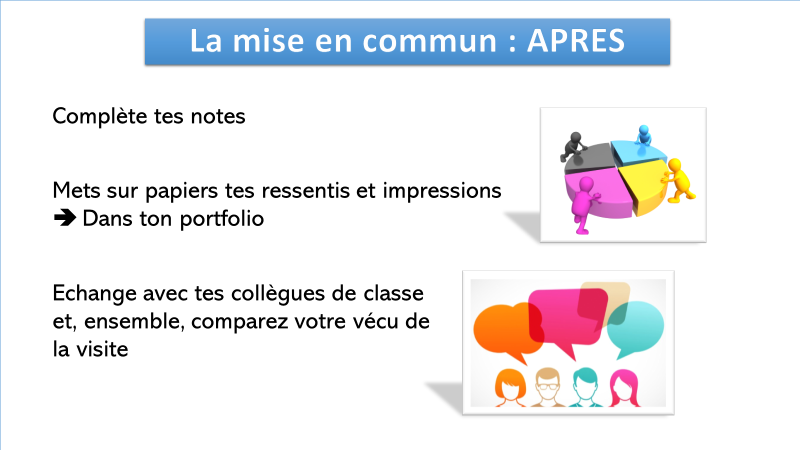 La mise en commun : APRES
Complète tes notes
Mets sur papiers tes ressentis et impressions
➔ Dans ton portfolio
Echange avec tes collègues de classe
et, ensemble, comparez votre vécu de
la visite